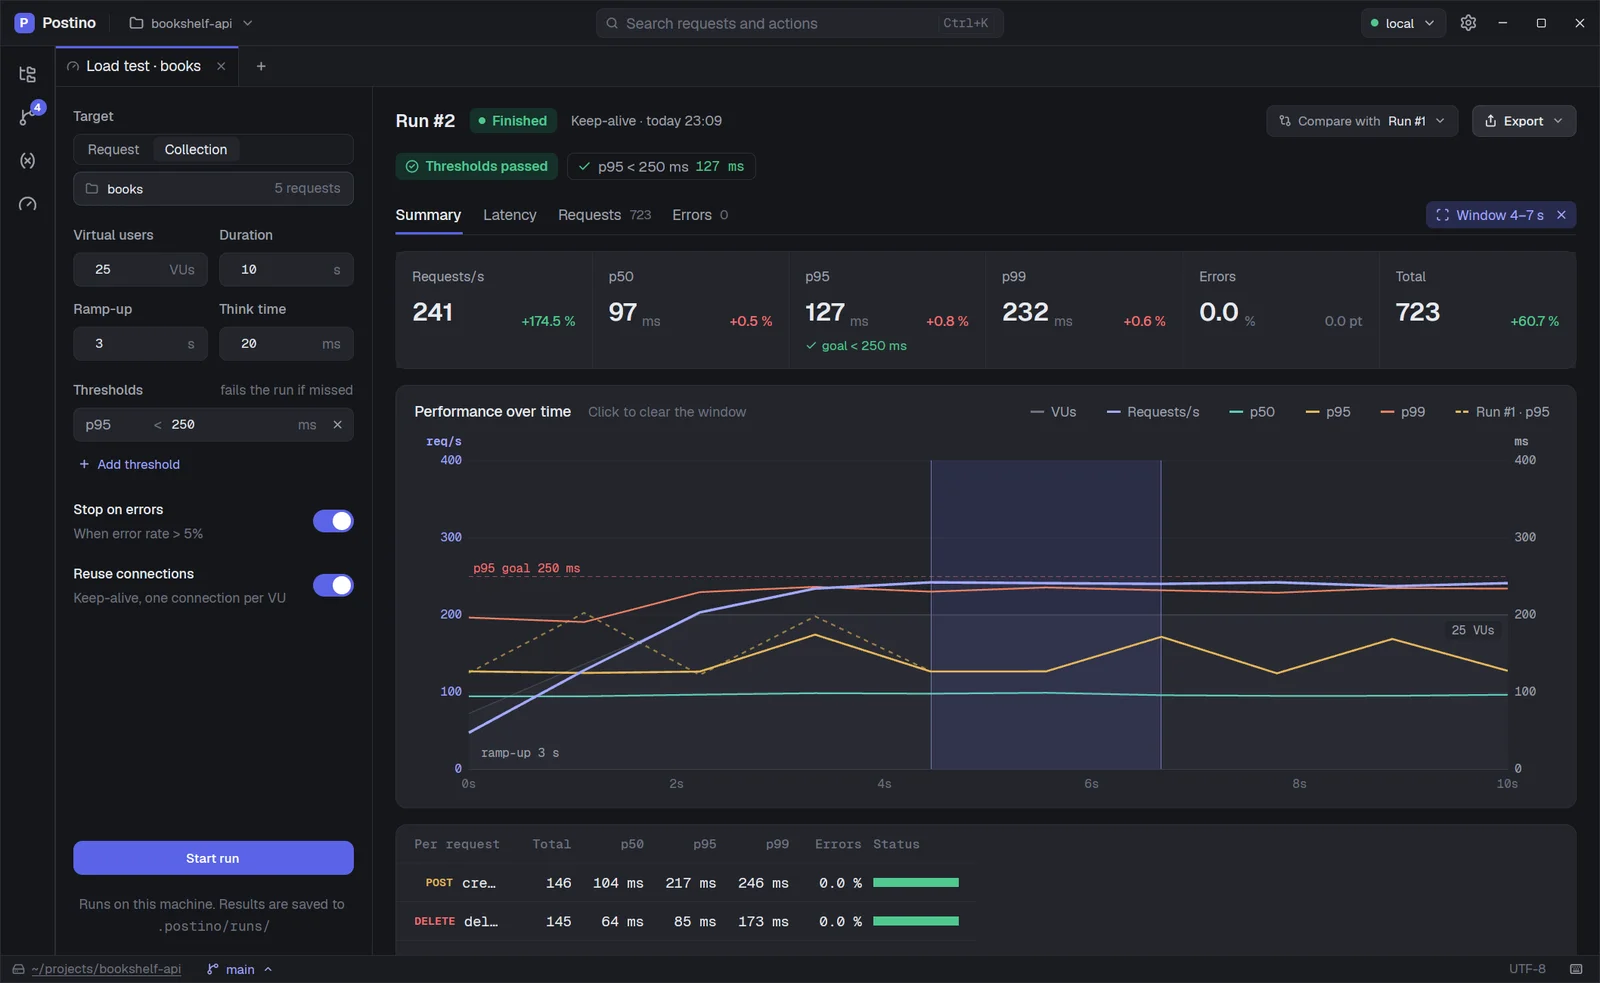 P Postino bookshelf-api Search requests and actions Ctrl+K local
4
Load test · books
Target
Request Collection
books 5 requests
Virtual users Duration
25 VUs 10 s
Ramp-up Think time
3 s 20 ms
Thresholds fails the run if missed
p95 < 250 ms
Add threshold
Stop on errors
When error rate > 5%
Reuse connections
Keep-alive, one connection per VU
Start run
Runs on this machine. Results are saved to
.postino/runs/
Run #2 Finished Keep-alive · today 23:09 Compare with Run #1 Export
Thresholds passed p95 < 250 ms 127 ms
Summary Latency Requests 723 Errors 0 Window 4–7 s
Requests/s p50 p95 p99 Errors Total
241 +174.5 % 97 ms +0.5 % 127 ms +0.8 % 232 ms +0.6 % 0.0 % 0.0 pt 723 +60.7 %
goal < 250 ms
Performance over time Click to clear the window VUs Requests/s p50 p95 p99 Run #1 · p95
req/s ms
400 400
300 300
p95 goal 250 ms
200 200
25 VUs
100 100
ramp-up 3 s
0 0
0s 2s 4s 6s 8s 10s
Per request Total p50 p95 p99 Errors Status
POST cre… 146 104 ms 217 ms 246 ms 0.0 %
DELETE del… 145 64 ms 85 ms 173 ms 0.0 %
~/projects/bookshelf-api main UTF-8